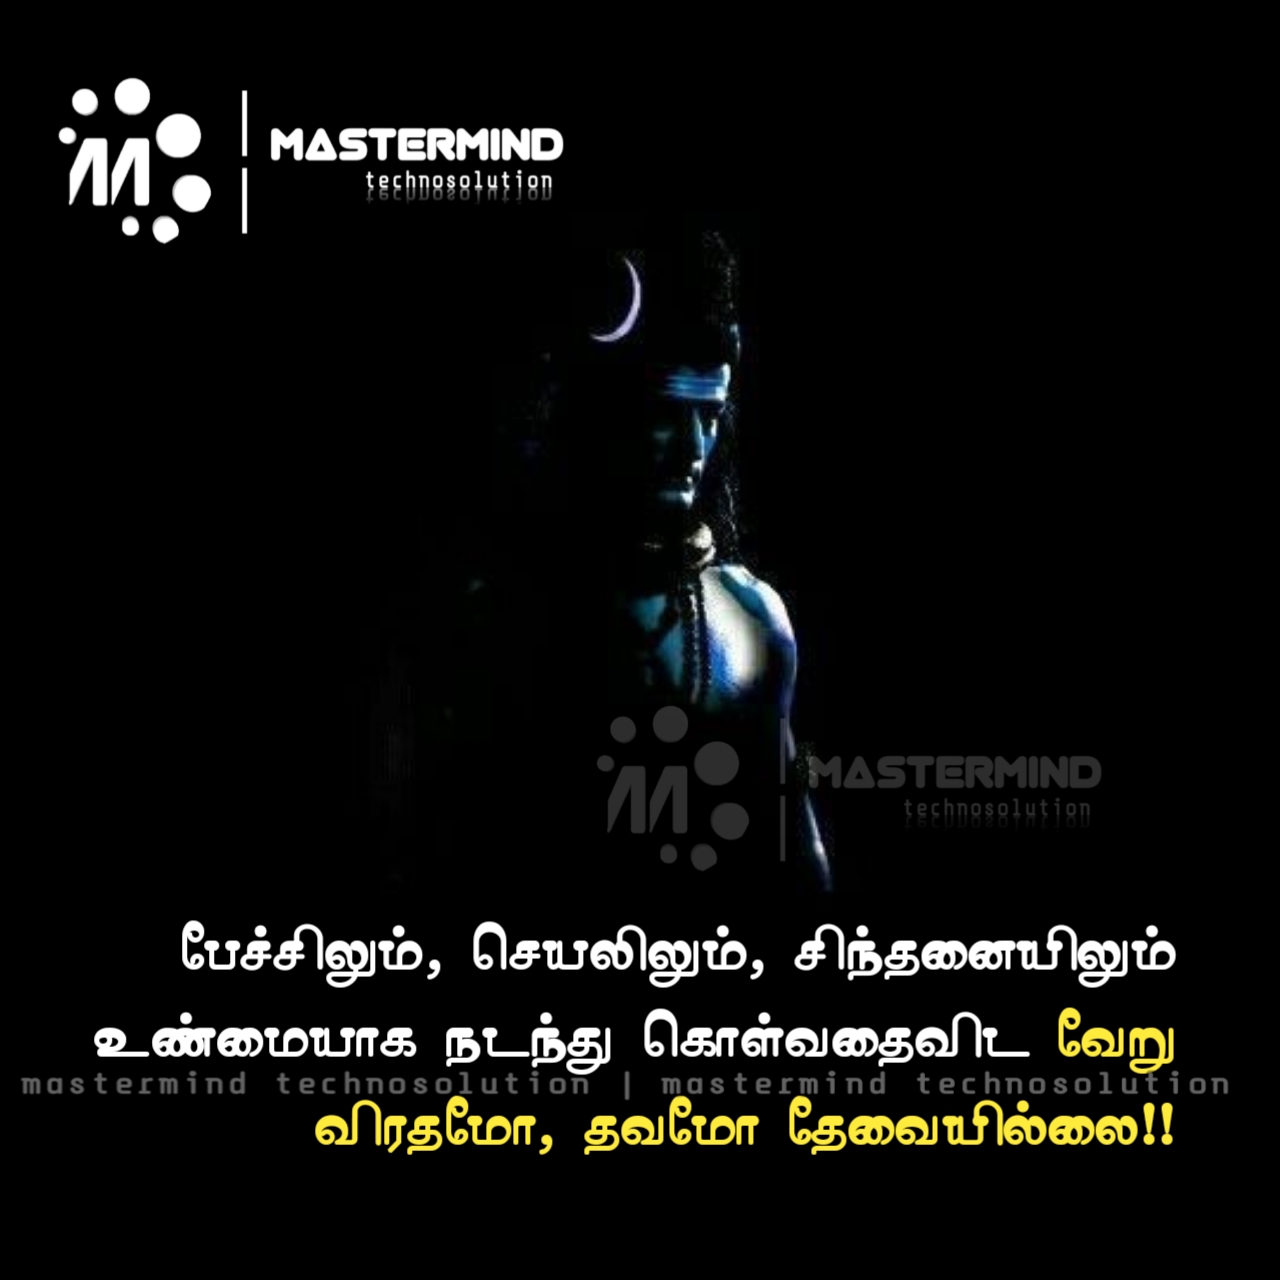 MASTERMIND
technosolution
MASTERMIND
technosolution
பேச்சிலும், செயலிலும், சிந்தனையிலும்
உண்மையாக நடந்து கொள்வதைவிட வேறு
mastermind technosolution | mastermind technosolution
விரதமோ, தவமோ தேவையில்லை!!